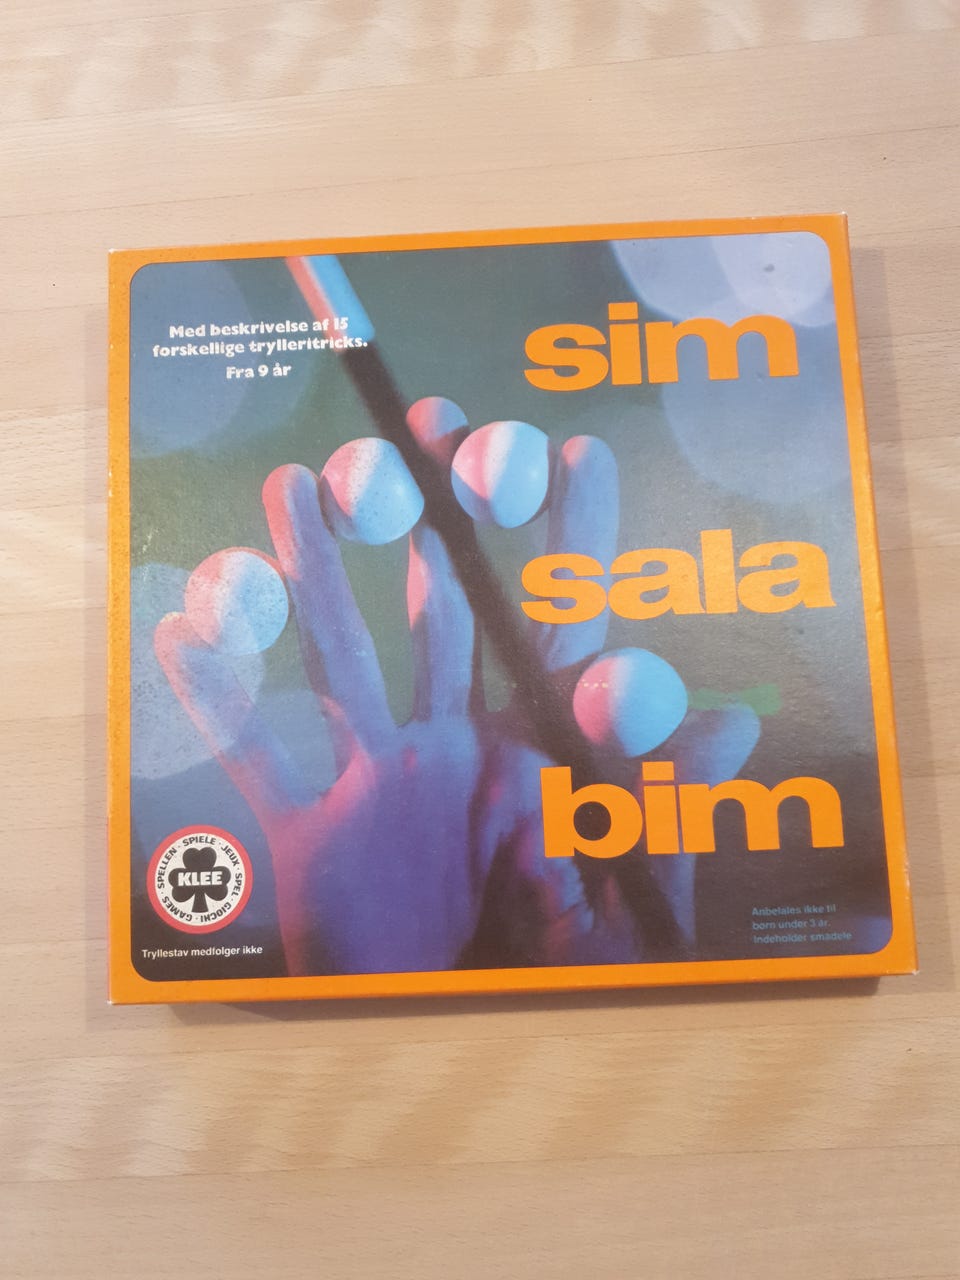 Med beskrivelse af 15
forskellige trylleritricks.
Fra 9 år
sim
sala
bim
SPELLEN · SPIELE · JEUX · SPEL · GIOCHI · GAMES ·
KLEE
Tryllestav medfølger ikke
Anbefales ikke til
børn under 3 år.
Indeholder smådele